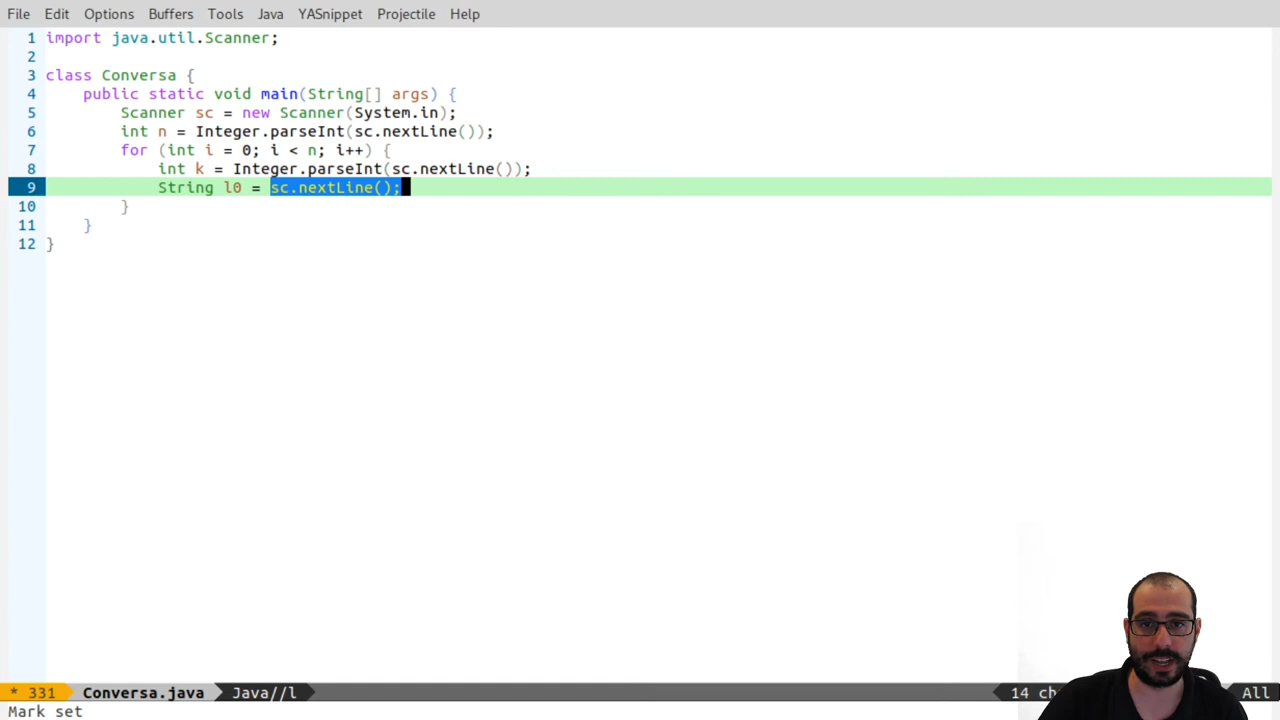 File Edit Options Buffers Tools Java YASnippet Projectile Help
1 import java.util.Scanner;
2
3 class Conversa {
4 public static void main(String[] args) {
5 Scanner sc = new Scanner(System.in);
6 int n = Integer.parseInt(sc.nextLine());
7 for (int i = 0; i < n; i++) {
8 int k = Integer.parseInt(sc.nextLine());
9 String l0 = sc.nextLine();
10 }
11 }
12 }
* 331 Conversa.java Java//l 14 All
Mark set